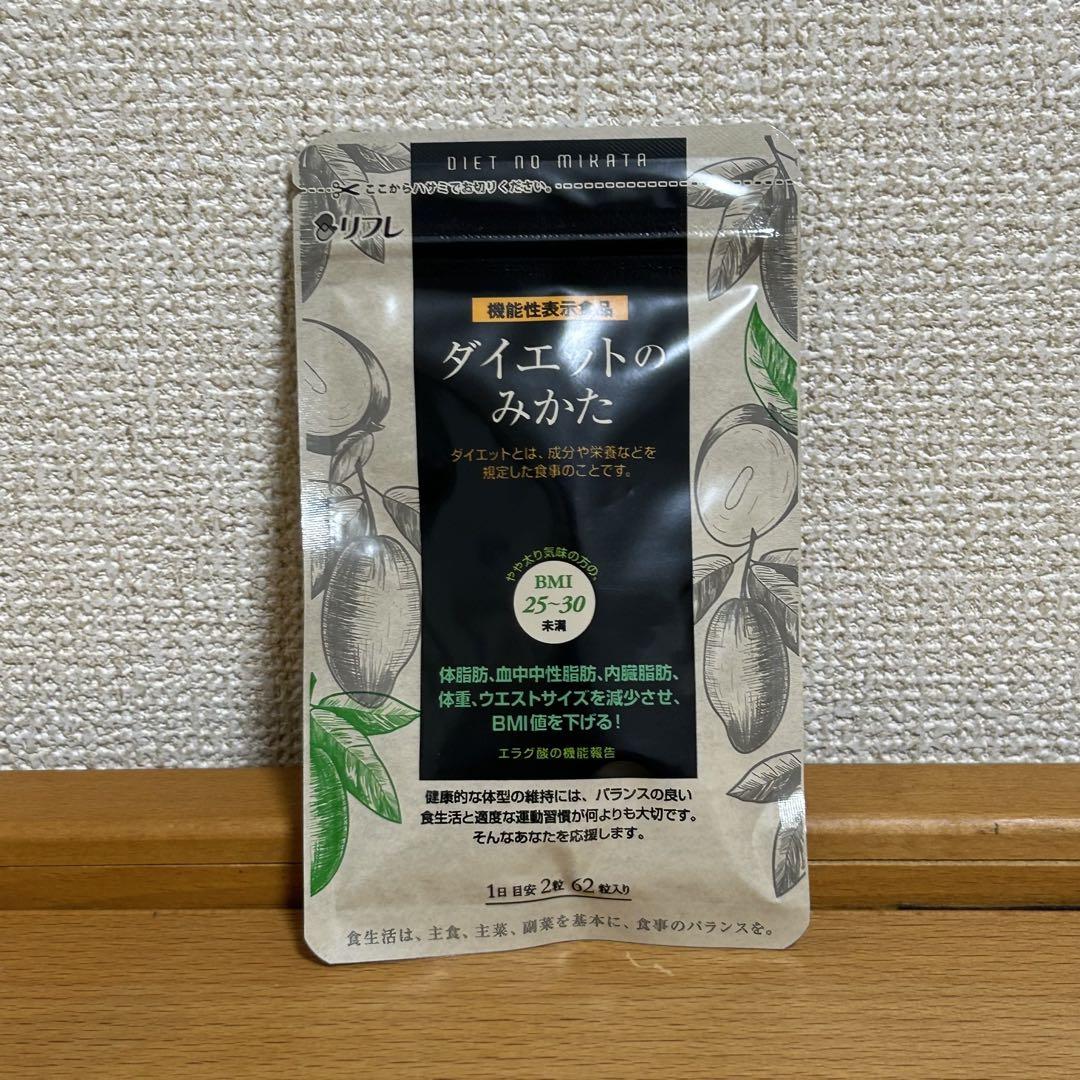 DIET NO MIKATA
ここからハサミでお切りください。
リフレ
機能性表示食品
ダイエットの
みかた
ダイエットとは、成分や栄養などを
規定した食事のことです。
やや太り気味の方の。
BMI
25~30
未満
体脂肪、血中中性脂肪、内臓脂肪、
体重、ウエストサイズを減少させ、
BMI値を下げる!
エラグ酸の機能報告
健康的な体型の維持には、バランスの良い
食生活と適度な運動習慣が何よりも大切です。
そんなあなたを応援します。
1日 目安 2粒 62粒入り
食生活は、主食、主菜、副菜を基本に、食事のバランスを。